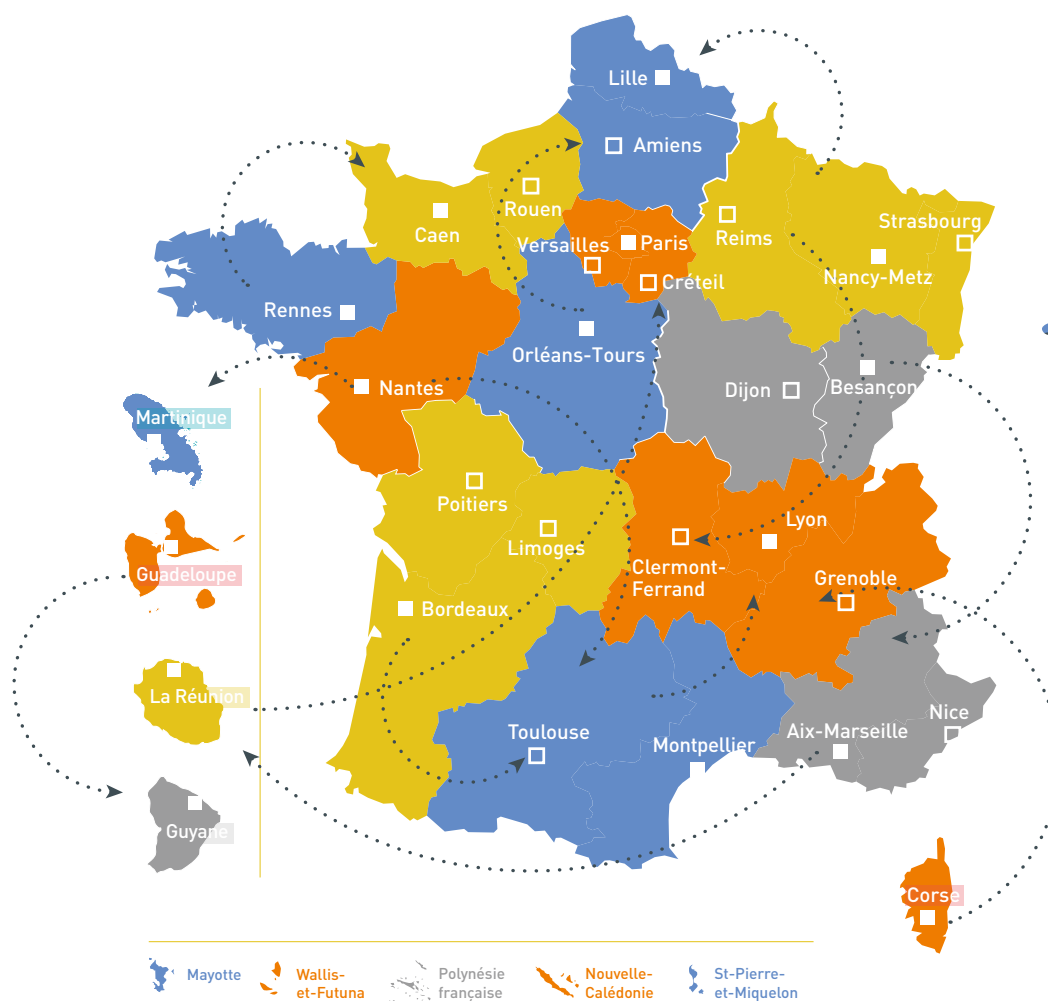 Lille
Amiens
Rouen
Caen
Versailles
Paris
Reims
Strasbourg
Créteil
Nancy-Metz
Rennes
Orléans-Tours
Nantes
Dijon
Besançon
Martinique
Poitiers
Lyon
Limoges
Clermont-
Ferrand
Grenoble
Guadeloupe
Bordeaux
La Réunion
Toulouse
Montpellier
Aix-Marseille
Nice
Guyane
Corse
Mayotte
Wallis-
et-Futuna
Polynésie
française
Nouvelle-
Calédonie
St-Pierre-
et-Miquelon